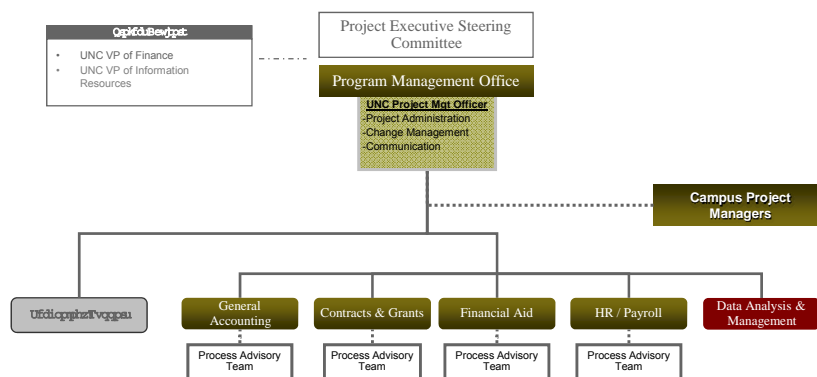 Project Executive Steering
Committee
• UNC VP of Finance
• UNC VP of Information
Resources
Program Management Office
UNC Project Mgt Officer
-Project Administration
-Change Management
-Communication
Campus Project
Managers
General
Accounting
Contracts & Grants
Financial Aid
HR / Payroll
Data Analysis &
Management
Process Advisory
Team
Process Advisory
Team
Process Advisory
Team
Process Advisory
Team